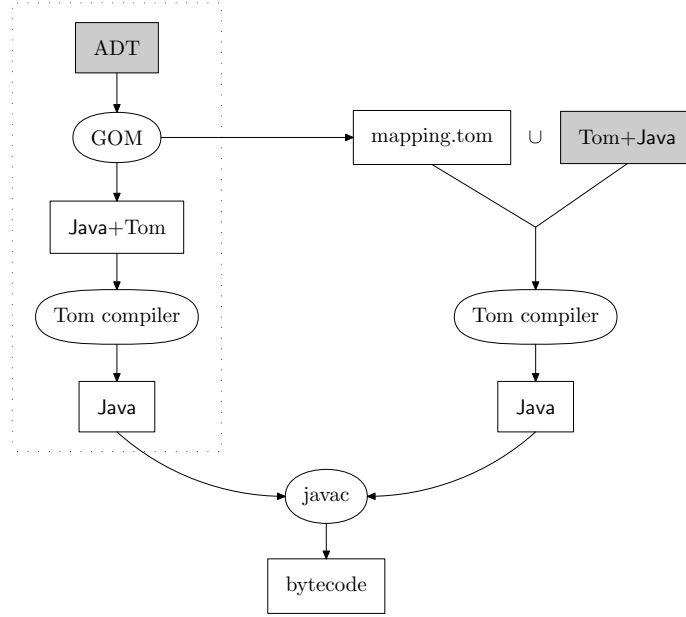 ADT
GOM
mapping.tom ∪ Tom+Java
Java+Tom
Tom compiler
Tom compiler
Java
Java
javac
bytecode